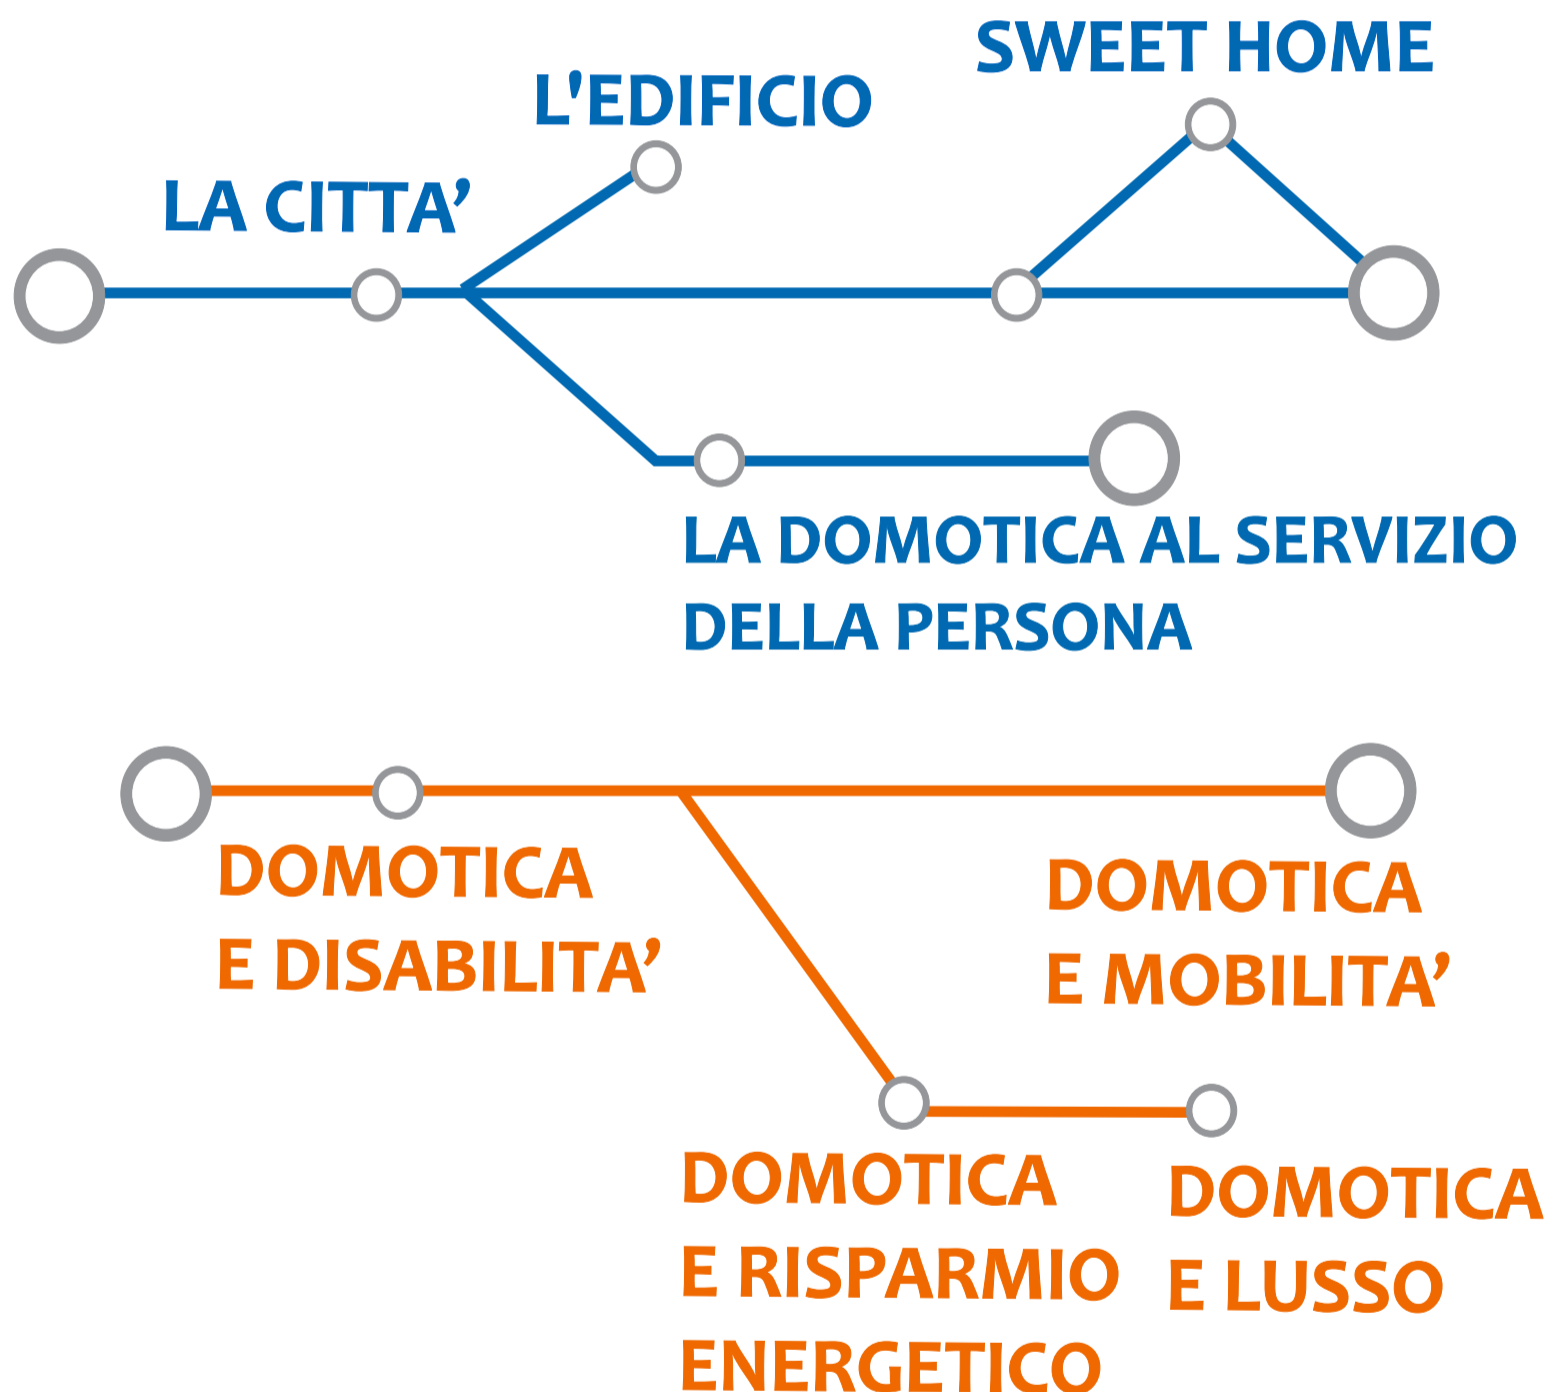 SWEET HOME
L'EDIFICIO
LA CITTA’
LA DOMOTICA AL SERVIZIO
DELLA PERSONA
DOMOTICA
E DISABILITA’
DOMOTICA
E MOBILITA’
DOMOTICA
E RISPARMIO
ENERGETICO
DOMOTICA
E LUSSO